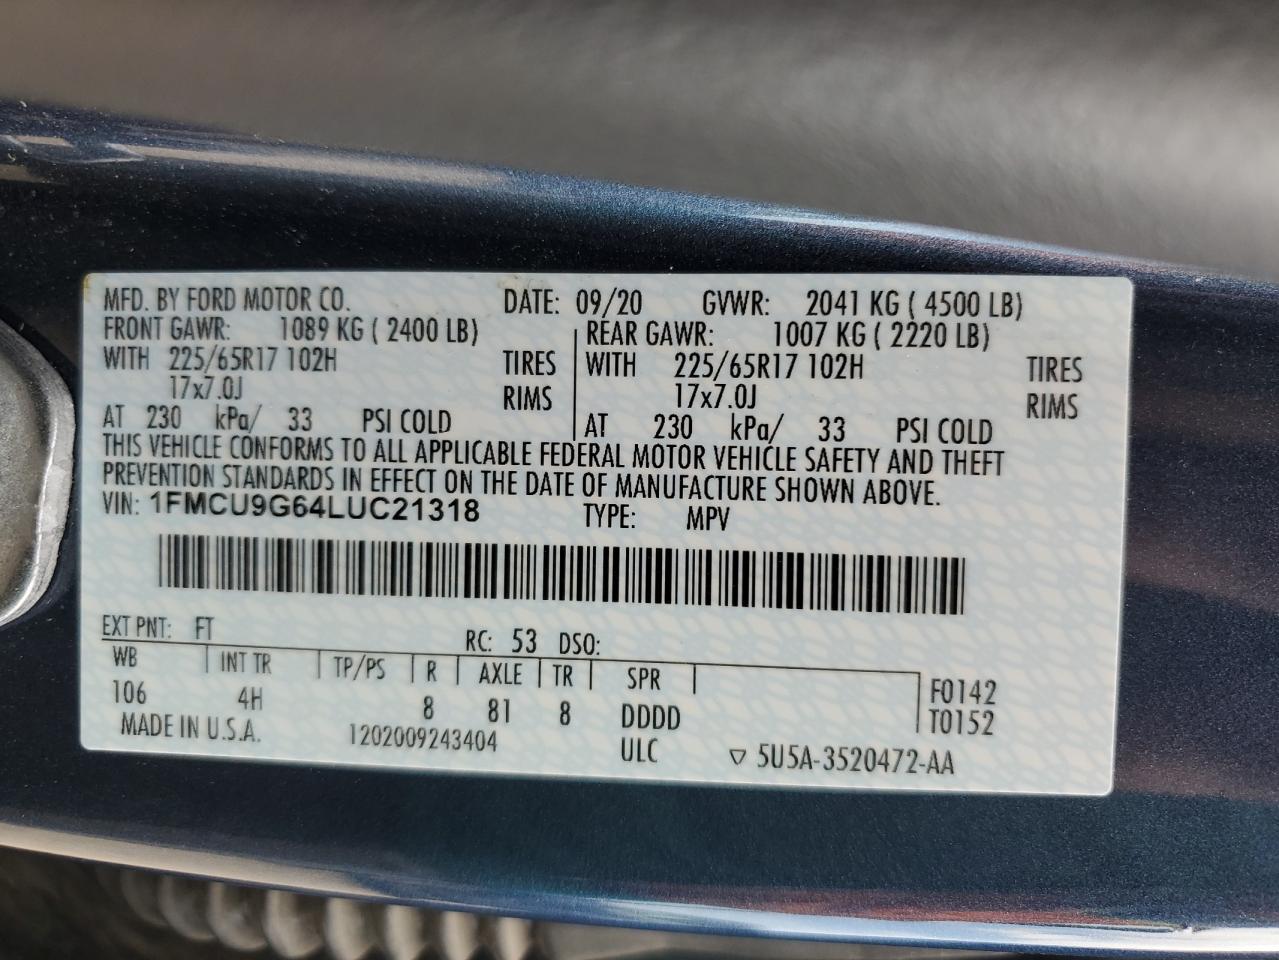 MFD. BY FORD MOTOR CO. DATE: 09/20 GVWR: 2041 KG ( 4500 LB)
FRONT GAWR: 1089 KG ( 2400 LB) REAR GAWR: 1007 KG ( 2220 LB)
WITH 225/65R17 102H TIRES WITH 225/65R17 102H TIRES
17x7.0J RIMS 17x7.0J RIMS
AT 230 kPa/ 33 PSI COLD AT 230 kPa/ 33 PSI COLD
THIS VEHICLE CONFORMS TO ALL APPLICABLE FEDERAL MOTOR VEHICLE SAFETY AND THEFT
PREVENTION STANDARDS IN EFFECT ON THE DATE OF MANUFACTURE SHOWN ABOVE.
VIN: 1FMCU9G64LUC21318 TYPE: MPV
EXT PNT: FT RC: 53 DSO:
WB INT TR TP/PS R AXLE TR SPR F0142
106 4H 8 81 8 DDDD T0152
MADE IN U.S.A. 1202009243404 ULC ▽ 5U5A-3520472-AA